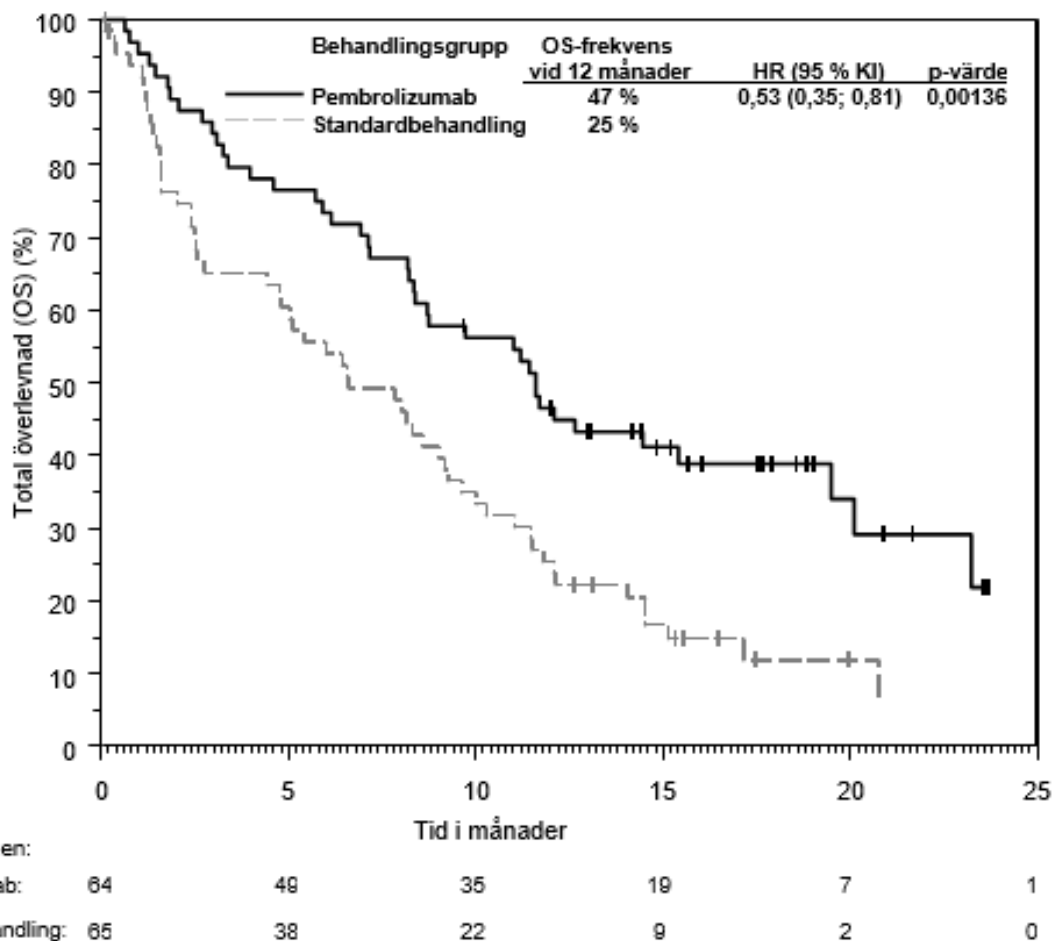 Behandlingsgrupp OS-frekvens
vid 12 månader HR (95 % KI) p-värde
Pembrolizumab 47 % 0,53 (0,35; 0,81) 0,00136
Standardbehandling 25 %
Total överlevnad (OS) (%)
100
90
80
70
60
50
40
30
20
10
0
0 5 10 15 20 25
Tid i månader
en:
ab: 64 49 35 19 7 1
ndling: 65 38 22 9 2 0